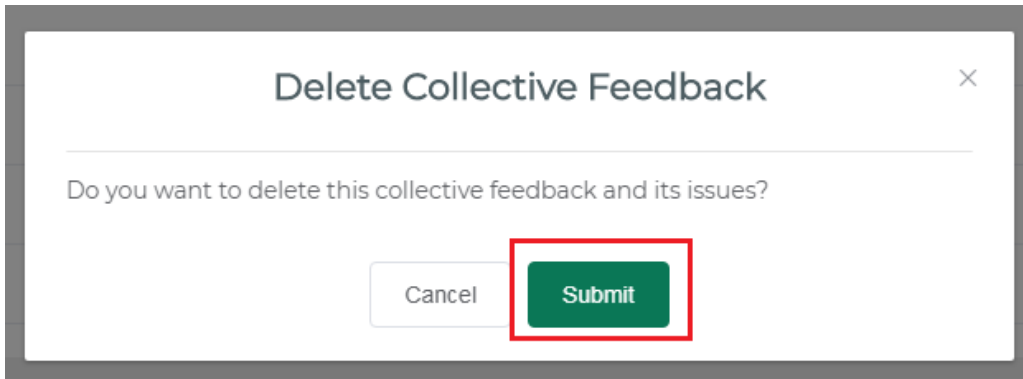 Delete Collective Feedback
Do you want to delete this collective feedback and its issues?
Cancel
Submit